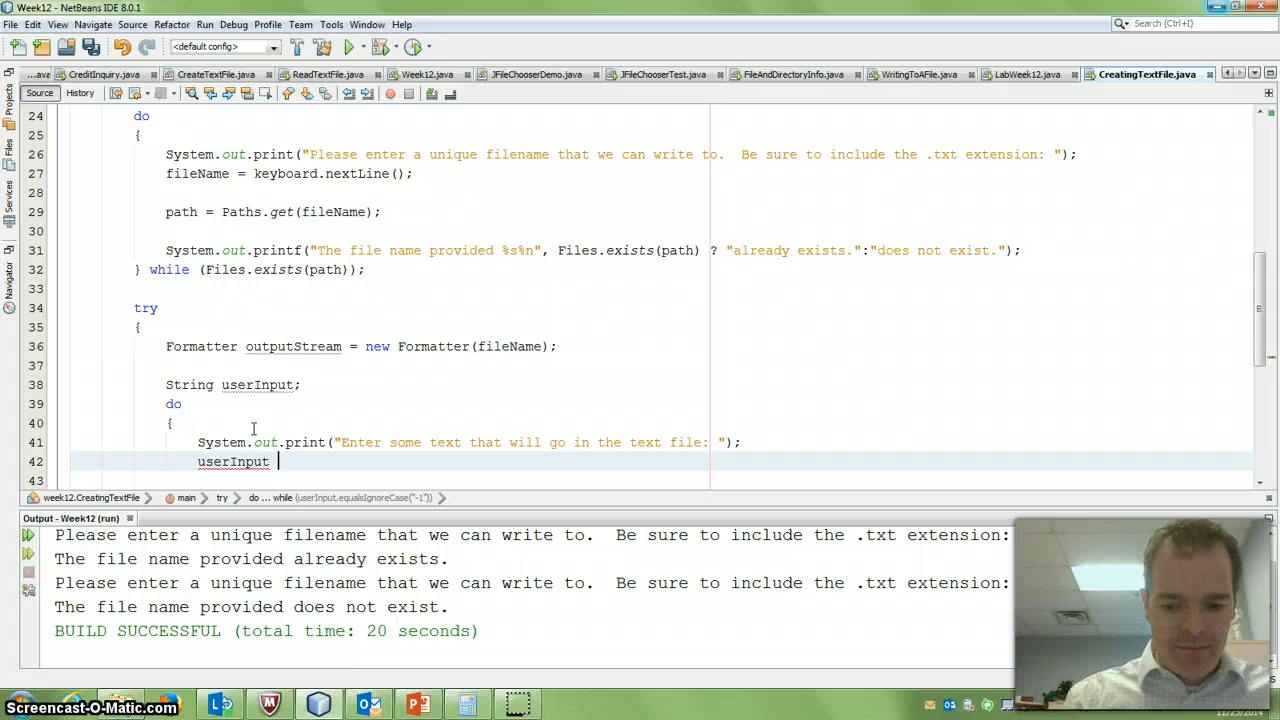 Week12 - NetBeans IDE 8.0.1
File Edit View Navigate Source Refactor Run Debug Profile Team Tools Window Help
Search (Ctrl+I)
<default config>
...ava CreditInquiry.java CreateTextFile.java ReadTextFile.java Week12.java JFileChooserDemo.java JFileChooserTest.java FileAndDirectoryInfo.java WritingToAFile.java LabWeek12.java CreatingTextFile.java
Source History
Projects
Files
Services
Navigator
24 do
25 {
26 System.out.print("Please enter a unique filename that we can write to.  Be sure to include the .txt extension: ");
27 fileName = keyboard.nextLine();
28
29 path = Paths.get(fileName);
30
31 System.out.printf("The file name provided %s%n", Files.exists(path) ? "already exists.":"does not exist.");
32 } while (Files.exists(path));
33
34 try
35 {
36 Formatter outputStream = new Formatter(fileName);
37
38 String userInput;
39 do
40 {
41 System.out.print("Enter some text that will go in the text file: ");
42 userInput
43
week12.CreatingTextFile main try do ... while (userInput.equalsIgnoreCase("-1"))
Output - Week12 (run)
Please enter a unique filename that we can write to.  Be sure to include the .txt extension:
The file name provided already exists.
Please enter a unique filename that we can write to.  Be sure to include the .txt extension:
The file name provided does not exist.
BUILD SUCCESSFUL (total time: 20 seconds)
Screencast-O-Matic.com
11/23/2014